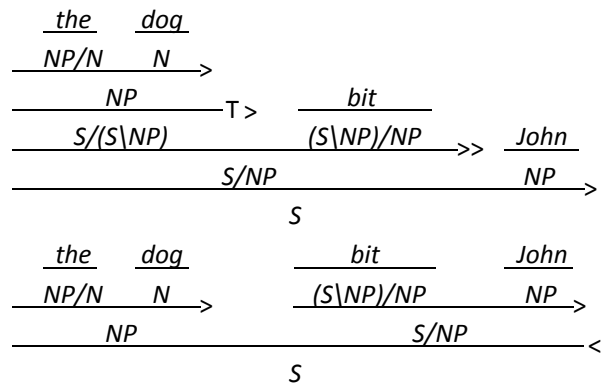 the dog
NP/N N >
NP T > bit
S/(S\NP) (S\NP)/NP >> John
S/NP NP >
S
the dog bit John
NP/N N > (S\NP)/NP NP >
NP S/NP <
S